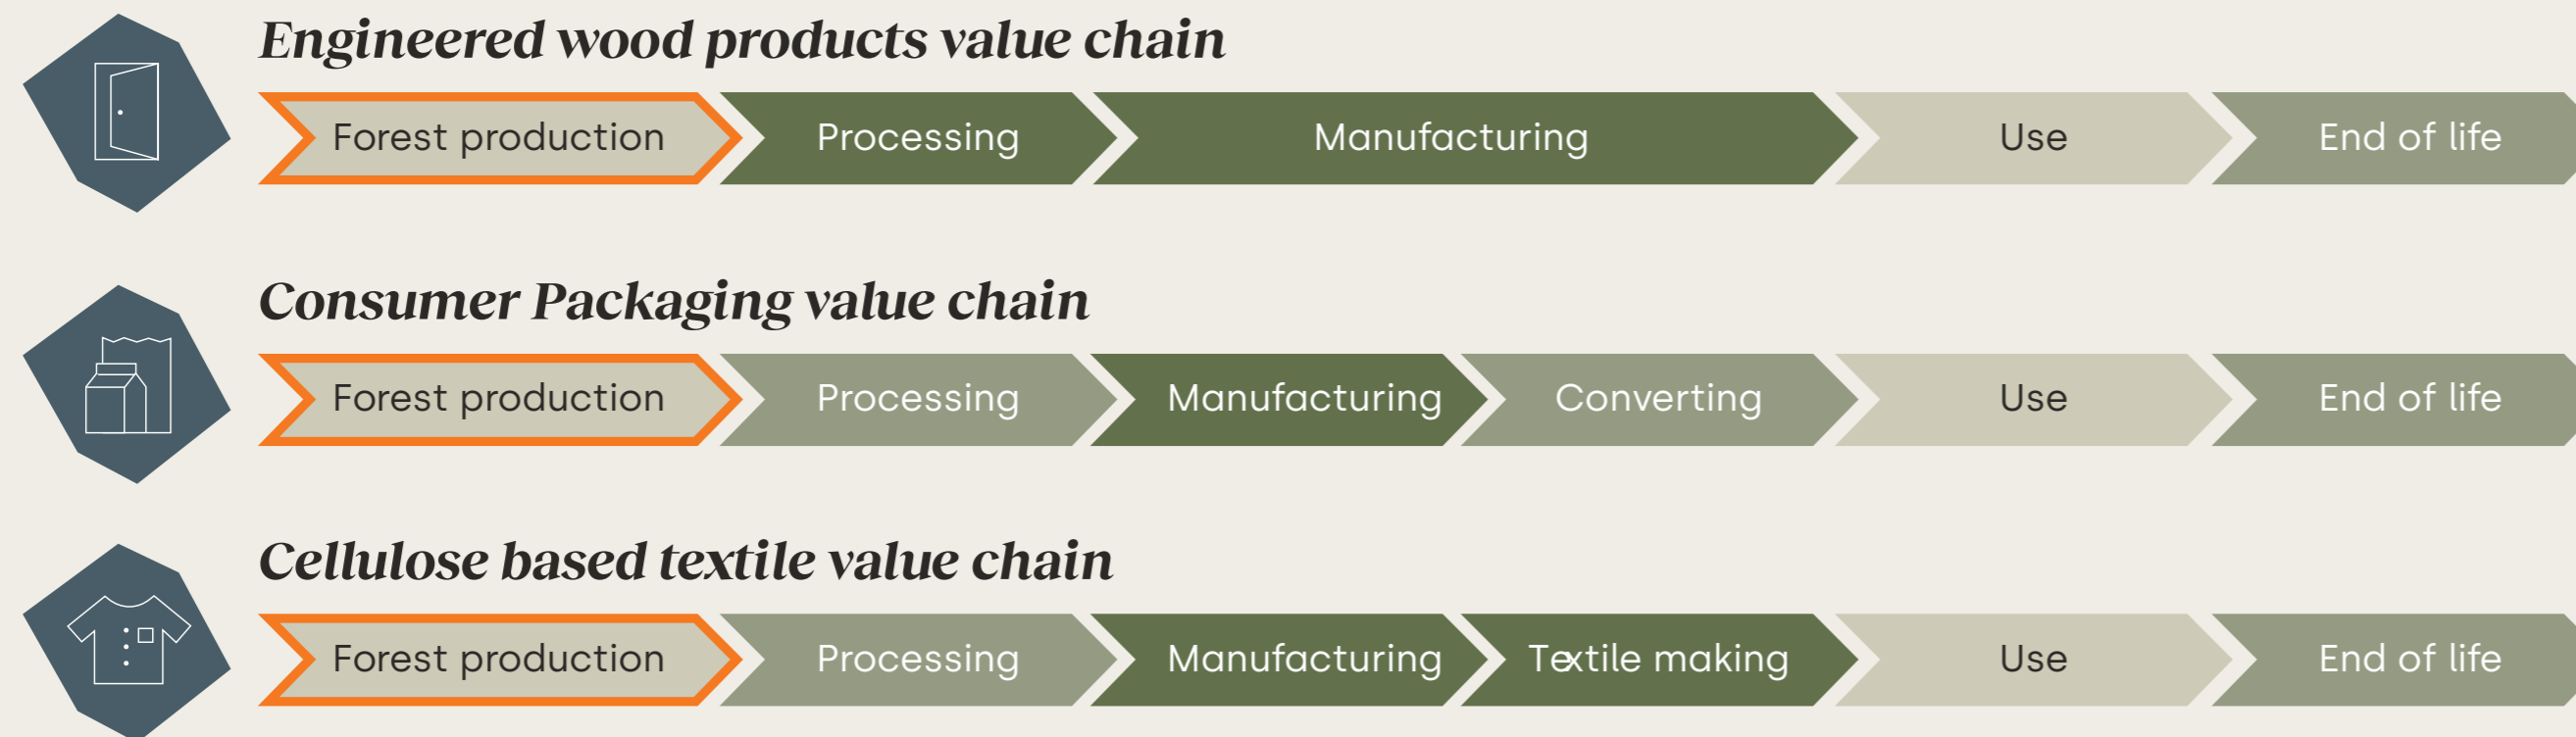 Engineered wood products value chain
Forest production Processing Manufacturing Use End of life
Consumer Packaging value chain
Forest production Processing Manufacturing Converting Use End of life
Cellulose based textile value chain
Forest production Processing Manufacturing Textile making Use End of life